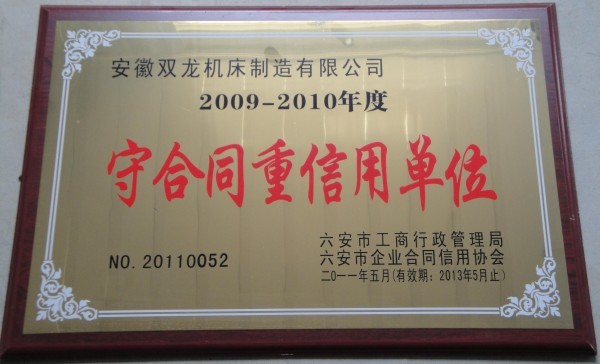 安徽双龙机床制造有限公司
2009-2010年度
守合同重信用单位
六安市工商行政管理局
NO.20110052
六安市企业合同信用协会
二0一一年五月(有效期：2013年5月止)